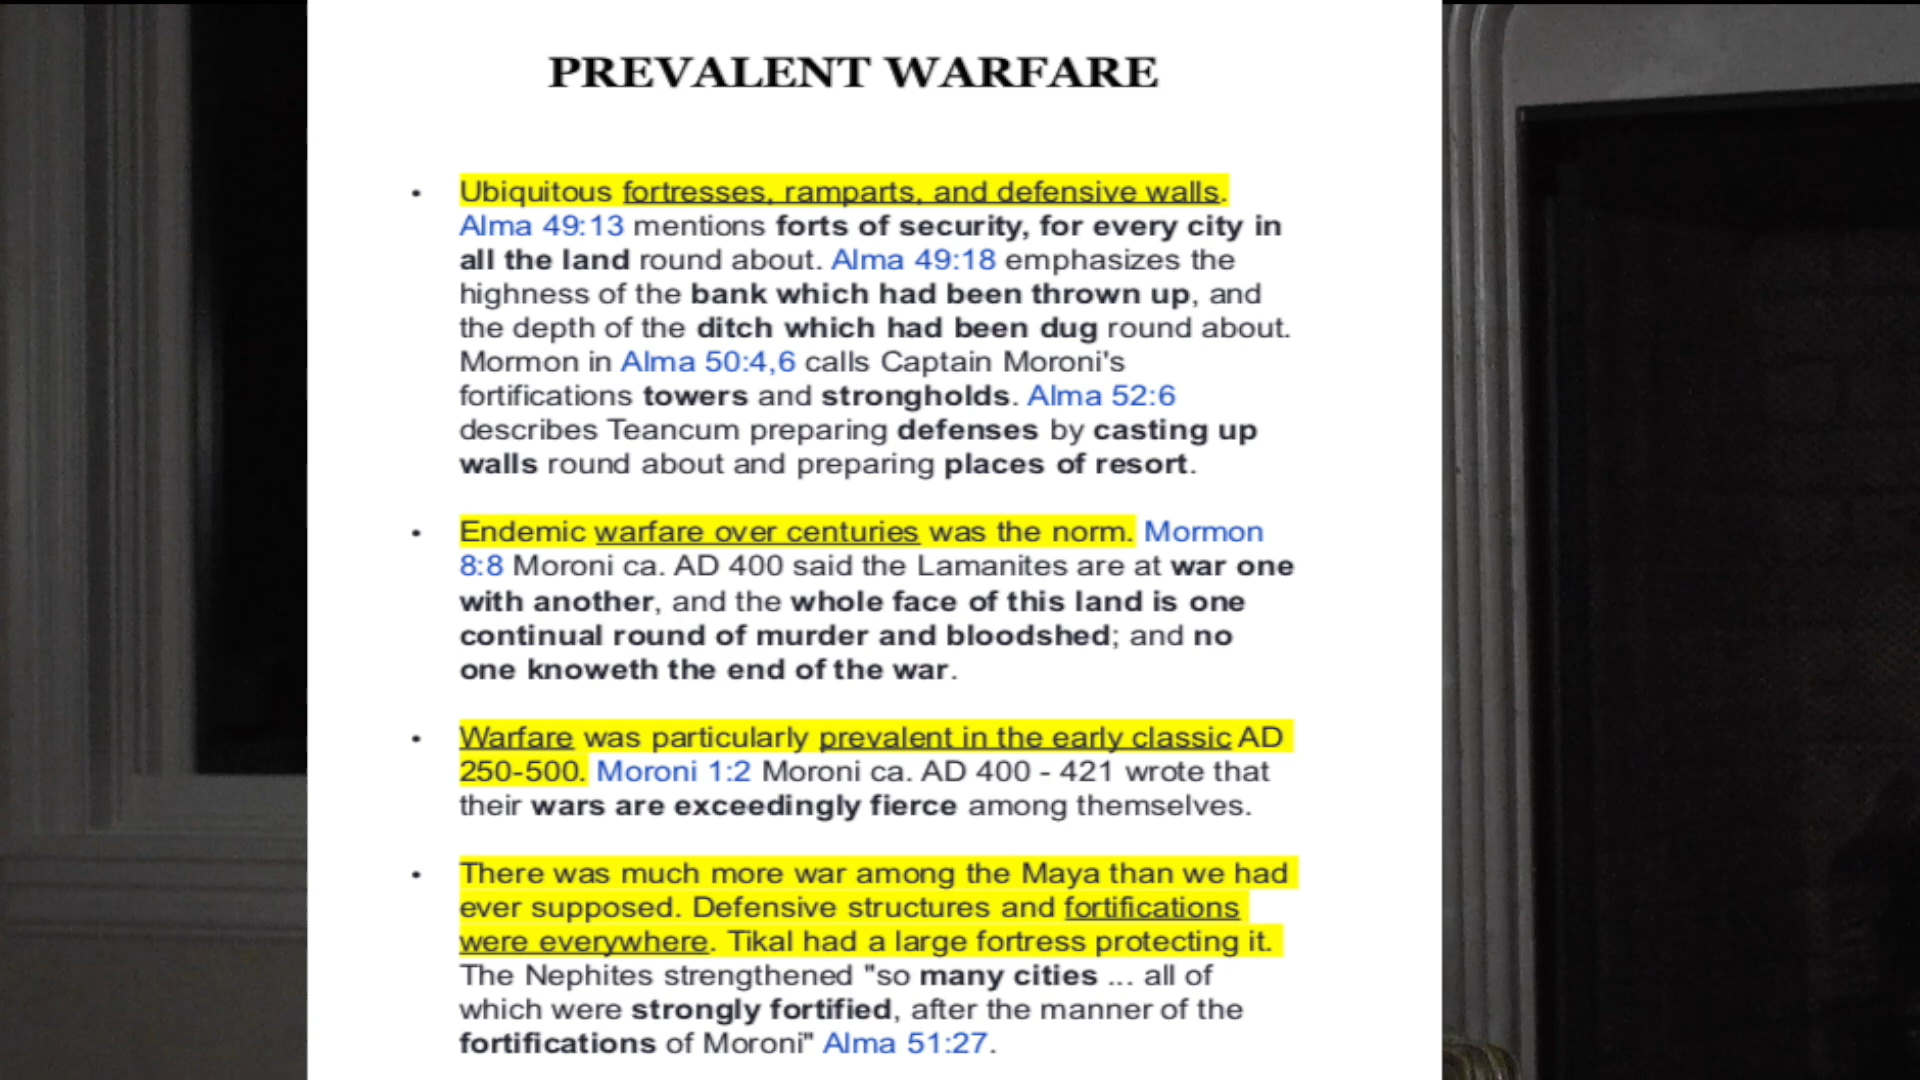 PREVALENT WARFARE
• Ubiquitous fortresses, ramparts, and defensive walls.
Alma 49:13 mentions forts of security, for every city in
all the land round about. Alma 49:18 emphasizes the
highness of the bank which had been thrown up, and
the depth of the ditch which had been dug round about.
Mormon in Alma 50:4,6 calls Captain Moroni's
fortifications towers and strongholds. Alma 52:6
describes Teancum preparing defenses by casting up
walls round about and preparing places of resort.
• Endemic warfare over centuries was the norm. Mormon
8:8 Moroni ca. AD 400 said the Lamanites are at war one
with another, and the whole face of this land is one
continual round of murder and bloodshed; and no
one knoweth the end of the war.
• Warfare was particularly prevalent in the early classic AD
250-500. Moroni 1:2 Moroni ca. AD 400 - 421 wrote that
their wars are exceedingly fierce among themselves.
• There was much more war among the Maya than we had
ever supposed. Defensive structures and fortifications
were everywhere. Tikal had a large fortress protecting it.
The Nephites strengthened "so many cities ... all of
which were strongly fortified, after the manner of the
fortifications of Moroni" Alma 51:27.